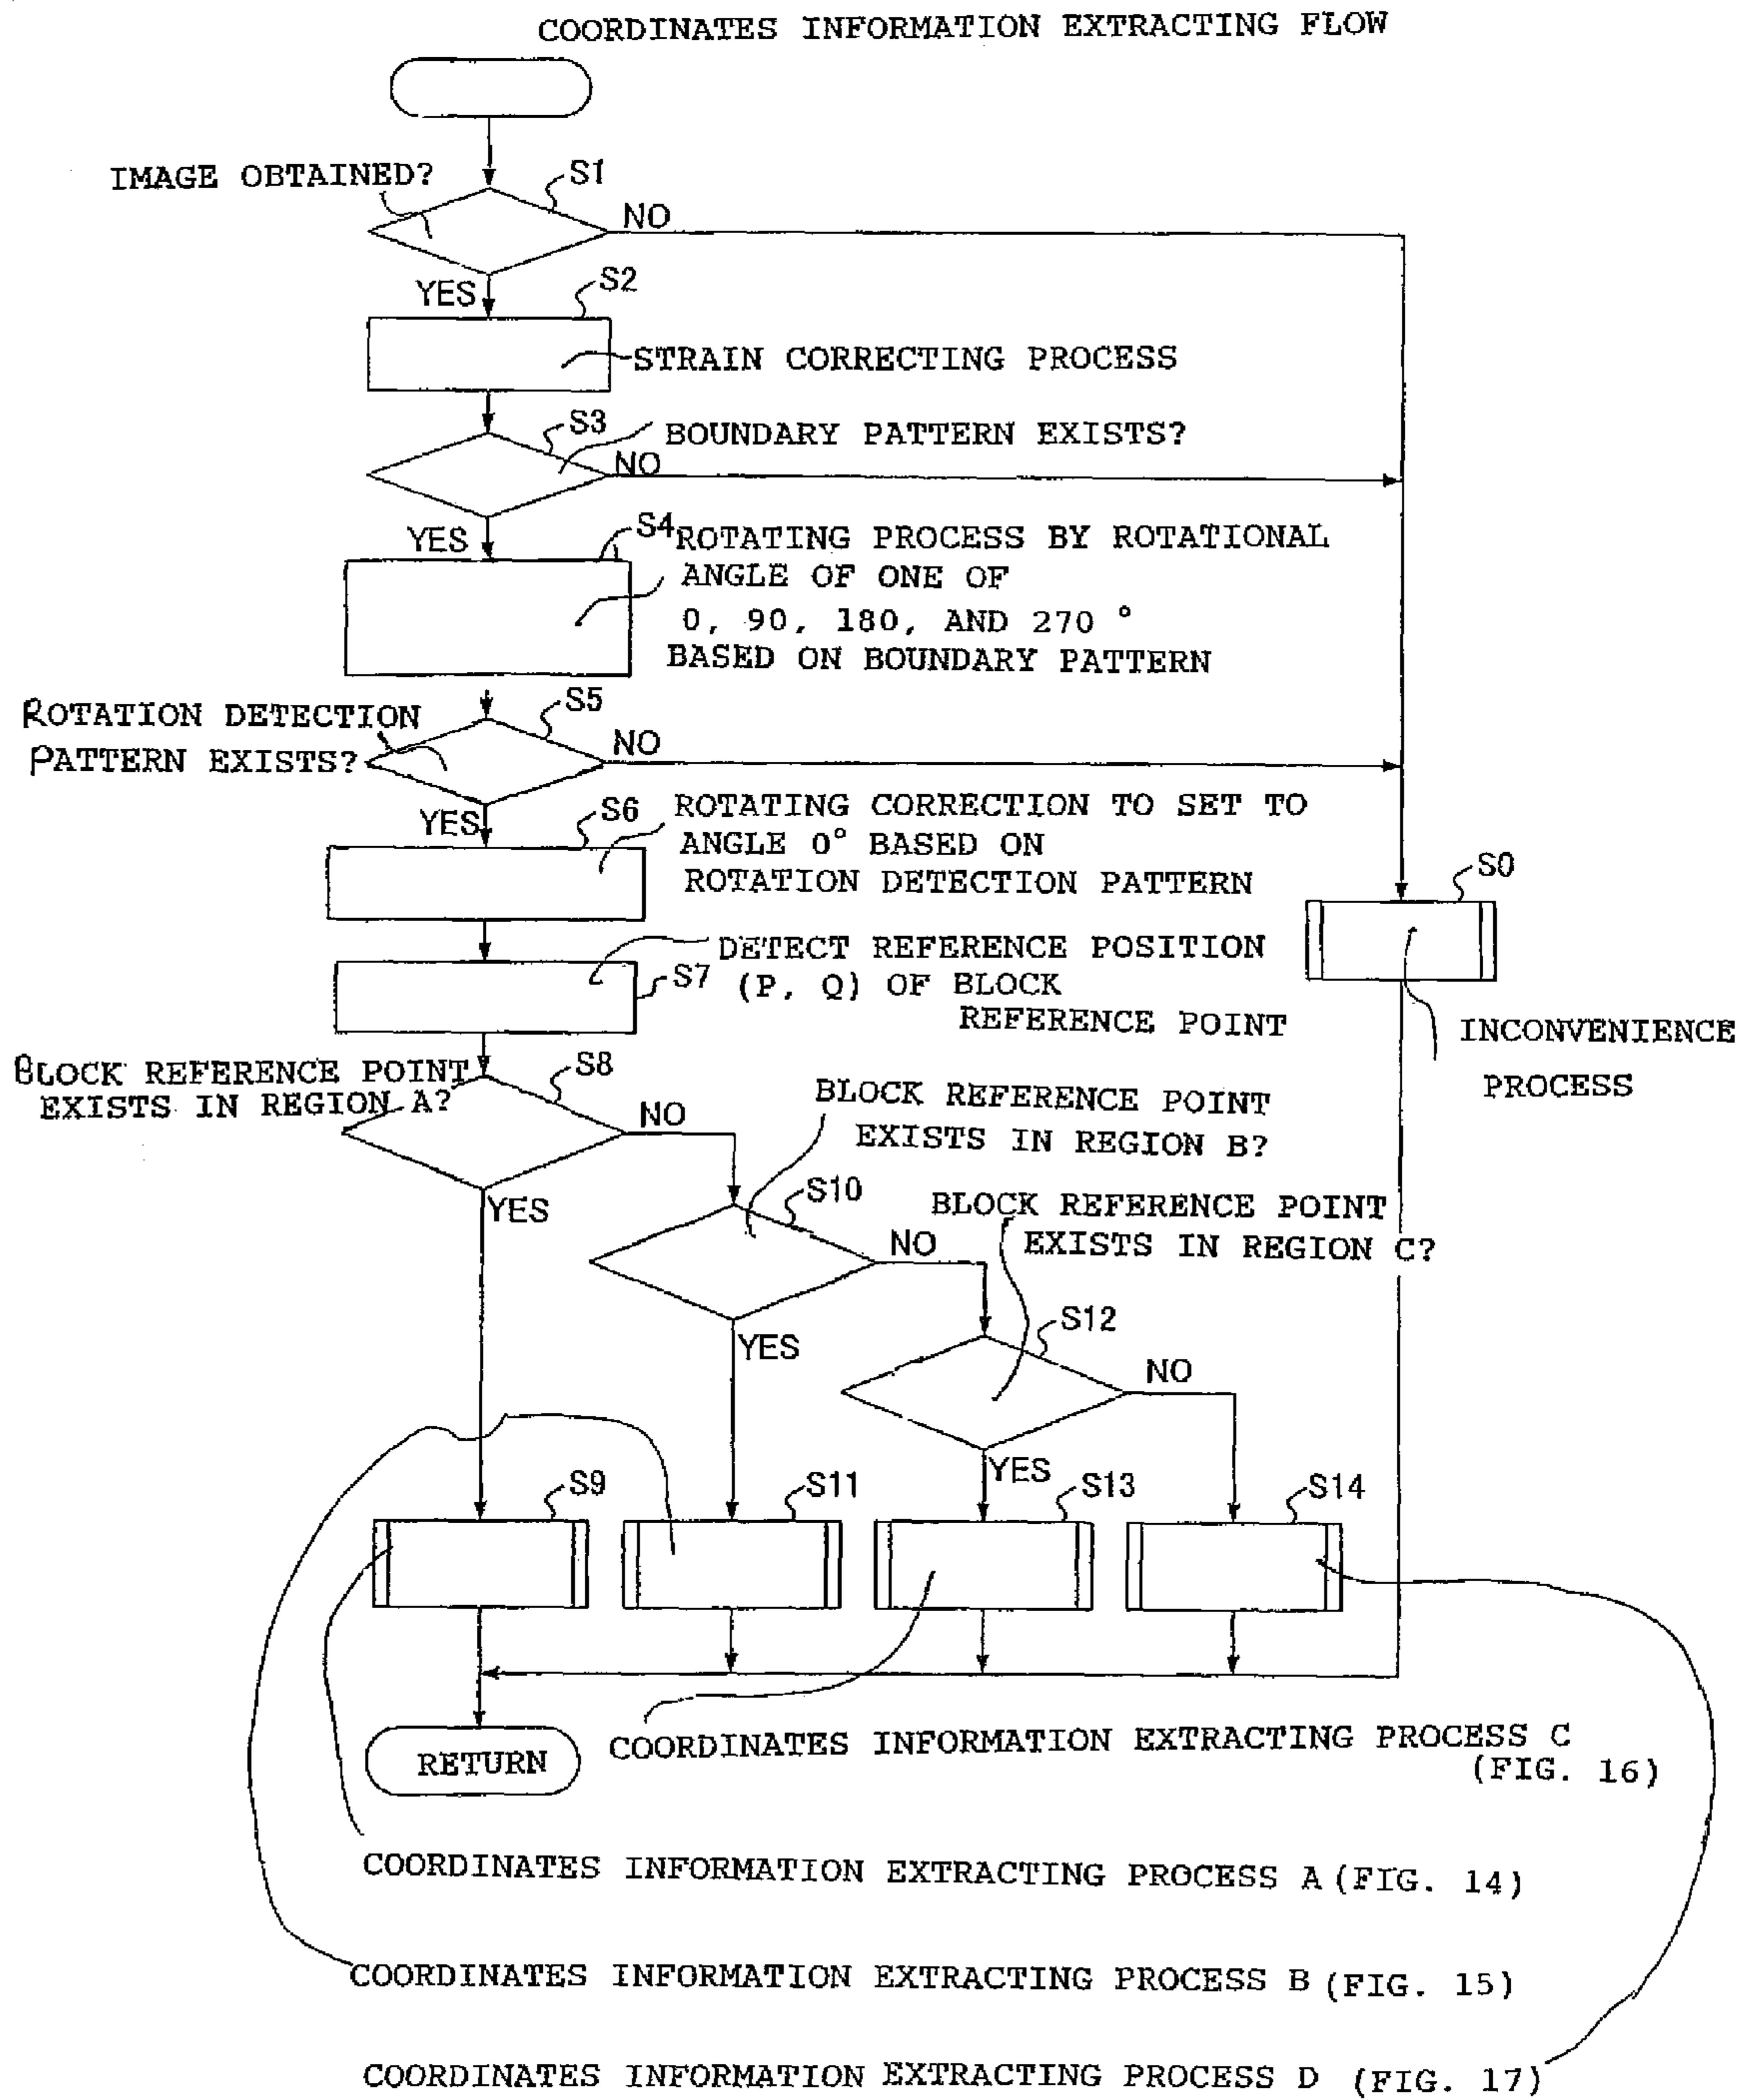 COORDINATES INFORMATION EXTRACTING FLOW
IMAGE OBTAINED?
S1
NO
YES
S2
STRAIN CORRECTING PROCESS
S3
BOUNDARY PATTERN EXISTS?
NO
YES
S4
ROTATING PROCESS BY ROTATIONAL
ANGLE OF ONE OF
0, 90, 180, AND 270 °
BASED ON BOUNDARY PATTERN
ROTATION DETECTION
PATTERN EXISTS?
S5
NO
YES
S6
ROTATING CORRECTION TO SET TO
ANGLE 0° BASED ON
ROTATION DETECTION PATTERN
S0
INCONVENIENCE
PROCESS
S7
DETECT REFERENCE POSITION
(P, Q) OF BLOCK
REFERENCE POINT
BLOCK REFERENCE POINT
EXISTS IN REGION A?
S8
NO
YES
BLOCK REFERENCE POINT
EXISTS IN REGION B?
S10
NO
YES
BLOCK REFERENCE POINT
EXISTS IN REGION C?
S12
NO
YES
S9
S11
S13
S14
RETURN
COORDINATES INFORMATION EXTRACTING PROCESS C
(FIG. 16)
COORDINATES INFORMATION EXTRACTING PROCESS A (FIG. 14)
COORDINATES INFORMATION EXTRACTING PROCESS B (FIG. 15)
COORDINATES INFORMATION EXTRACTING PROCESS D (FIG. 17)